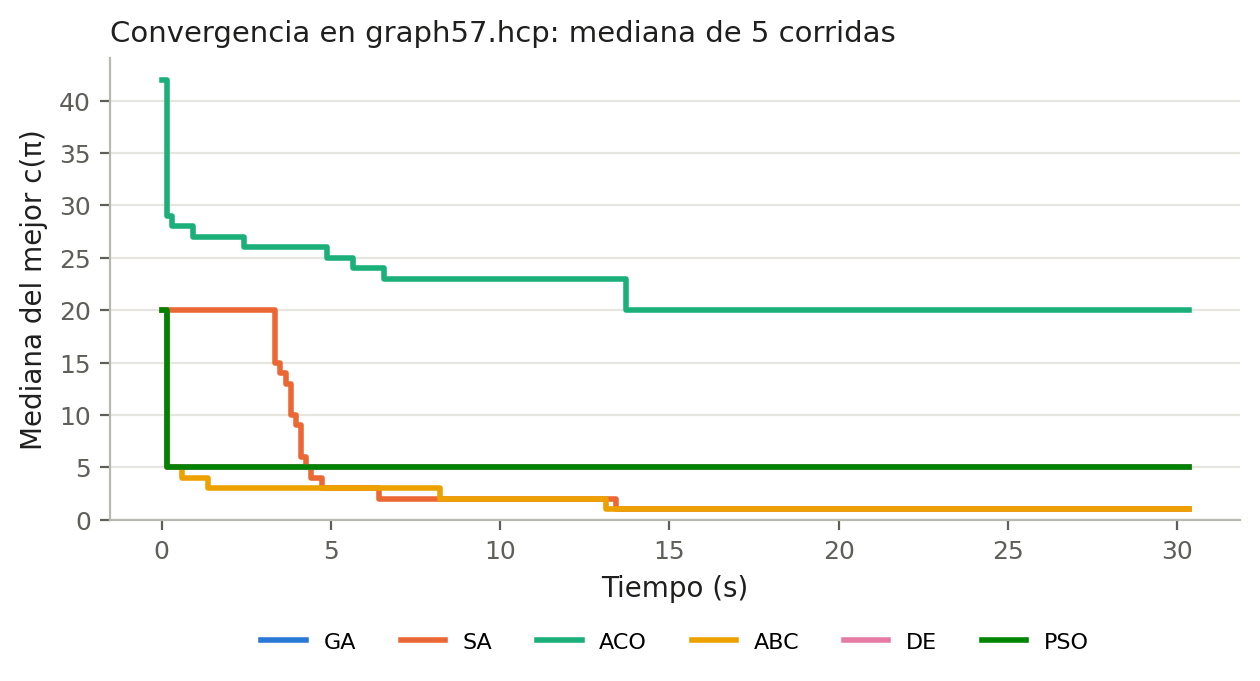 Convergencia en graph57.hcp: mediana de 5 corridas
Mediana del mejor c(π)
40
35
30
25
20
15
10
5
0
0 5 10 15 20 25 30
Tiempo (s)
GA SA ACO ABC DE PSO